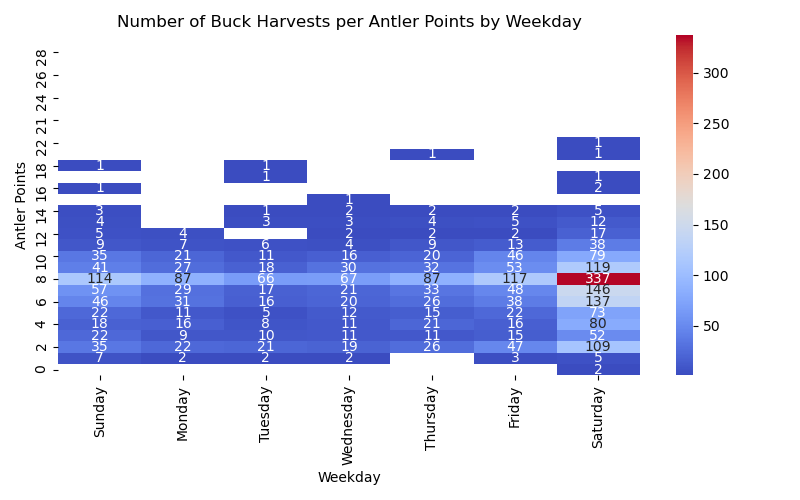 Number of Buck Harvests per Antler Points by Weekday
Antler Points
28
26
24
21
22 1
1 1
18 1 1
1 1
16 1 2
1
14 3 1 2 2 2 5
4 3 3 4 5 12
12 5 4 2 2 2 17
9 7 6 4 9 13 38
10 35 21 11 16 20 46 79
41 27 18 30 32 53 119
8 114 87 66 67 87 117 337
57 29 17 21 33 48 146
6 46 31 16 20 26 38 137
22 11 5 12 15 22 73
4 18 16 8 11 21 16 80
22 9 10 11 11 15 52
2 35 22 21 19 26 47 109
7 2 2 2 3 5
0 2
Sunday Monday Tuesday Wednesday Thursday Friday Saturday
Weekday
300
250
200
150
100
50